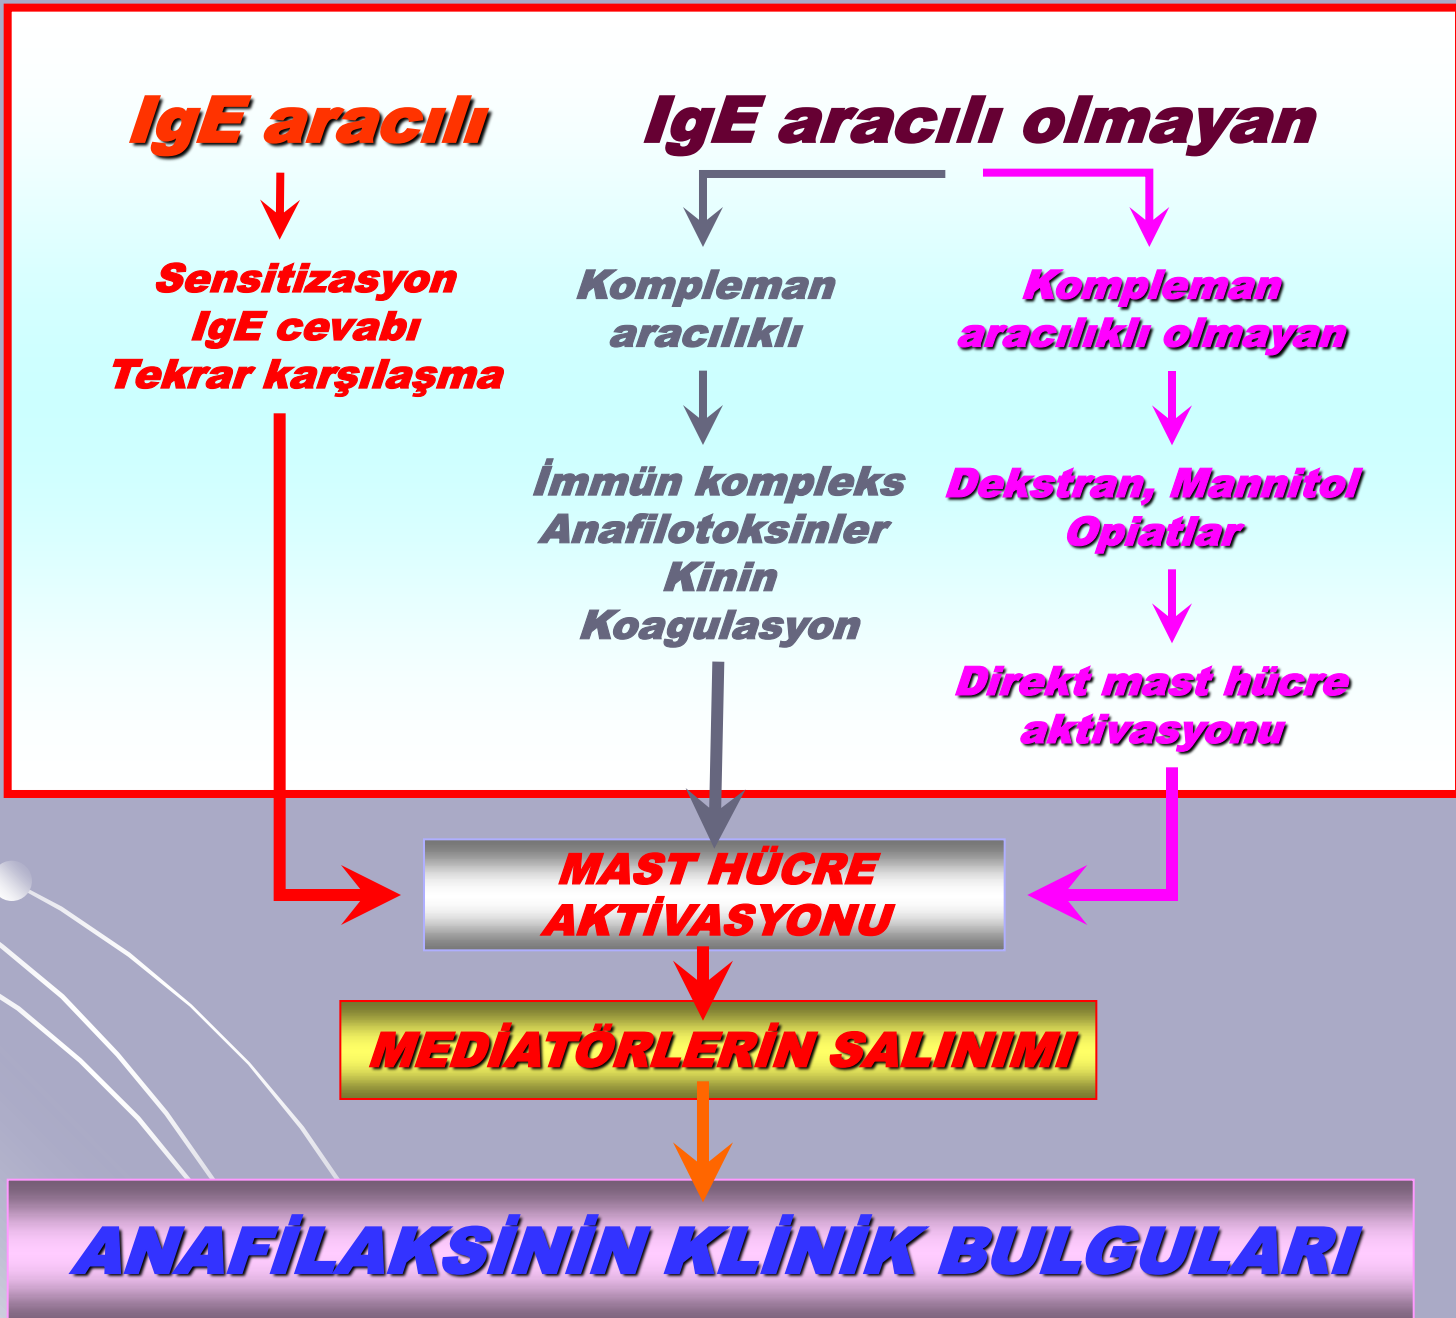 IgE aracılı
IgE aracılı olmayan
Sensitizasyon
IgE cevabı
Tekrar karşılaşma
Kompleman
aracılıklı
Kompleman
aracılıklı olmayan
İmmün kompleks
Anafilotoksinler
Kinin
Koagulasyon
Dekstran, Mannitol
Opiatlar
Direkt mast hücre
aktivasyonu
MAST HÜCRE
AKTİVASYONU
MEDİATÖRLERİN SALINIMI
ANAFİLAKSİNİN KLİNİK BULGULARI